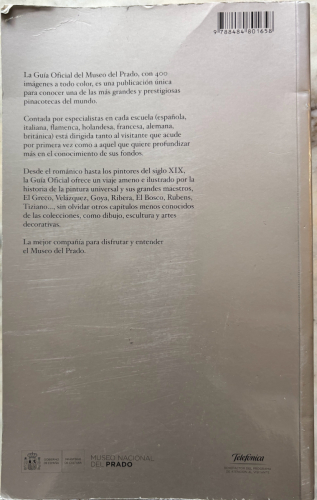 9788484801658
La Guía Oficial del Museo del Prado, con 400
imágenes a todo color, es una publicación única
para conocer una de las más grandes y prestigiosas
pinacotecas del mundo.
Contada por especialistas en cada escuela (española,
italiana, flamenca, holandesa, francesa, alemana,
británica) está dirigida tanto al visitante que acude
por primera vez como a aquel que quiere profundizar
más en el conocimiento de sus fondos.
Desde el románico hasta los pintores del siglo XIX,
la Guía Oficial ofrece un viaje ameno e ilustrado por la
historia de la pintura universal y sus grandes maestros,
El Greco, Velázquez, Goya, Ribera, El Bosco, Rubens,
Tiziano..., sin olvidar otros capítulos menos conocidos
de las colecciones, como dibujo, escultura y artes
decorativas.
La mejor compañía para disfrutar y entender
el Museo del Prado.
MUSEO NACIONAL
DEL PRADO
Telefónica